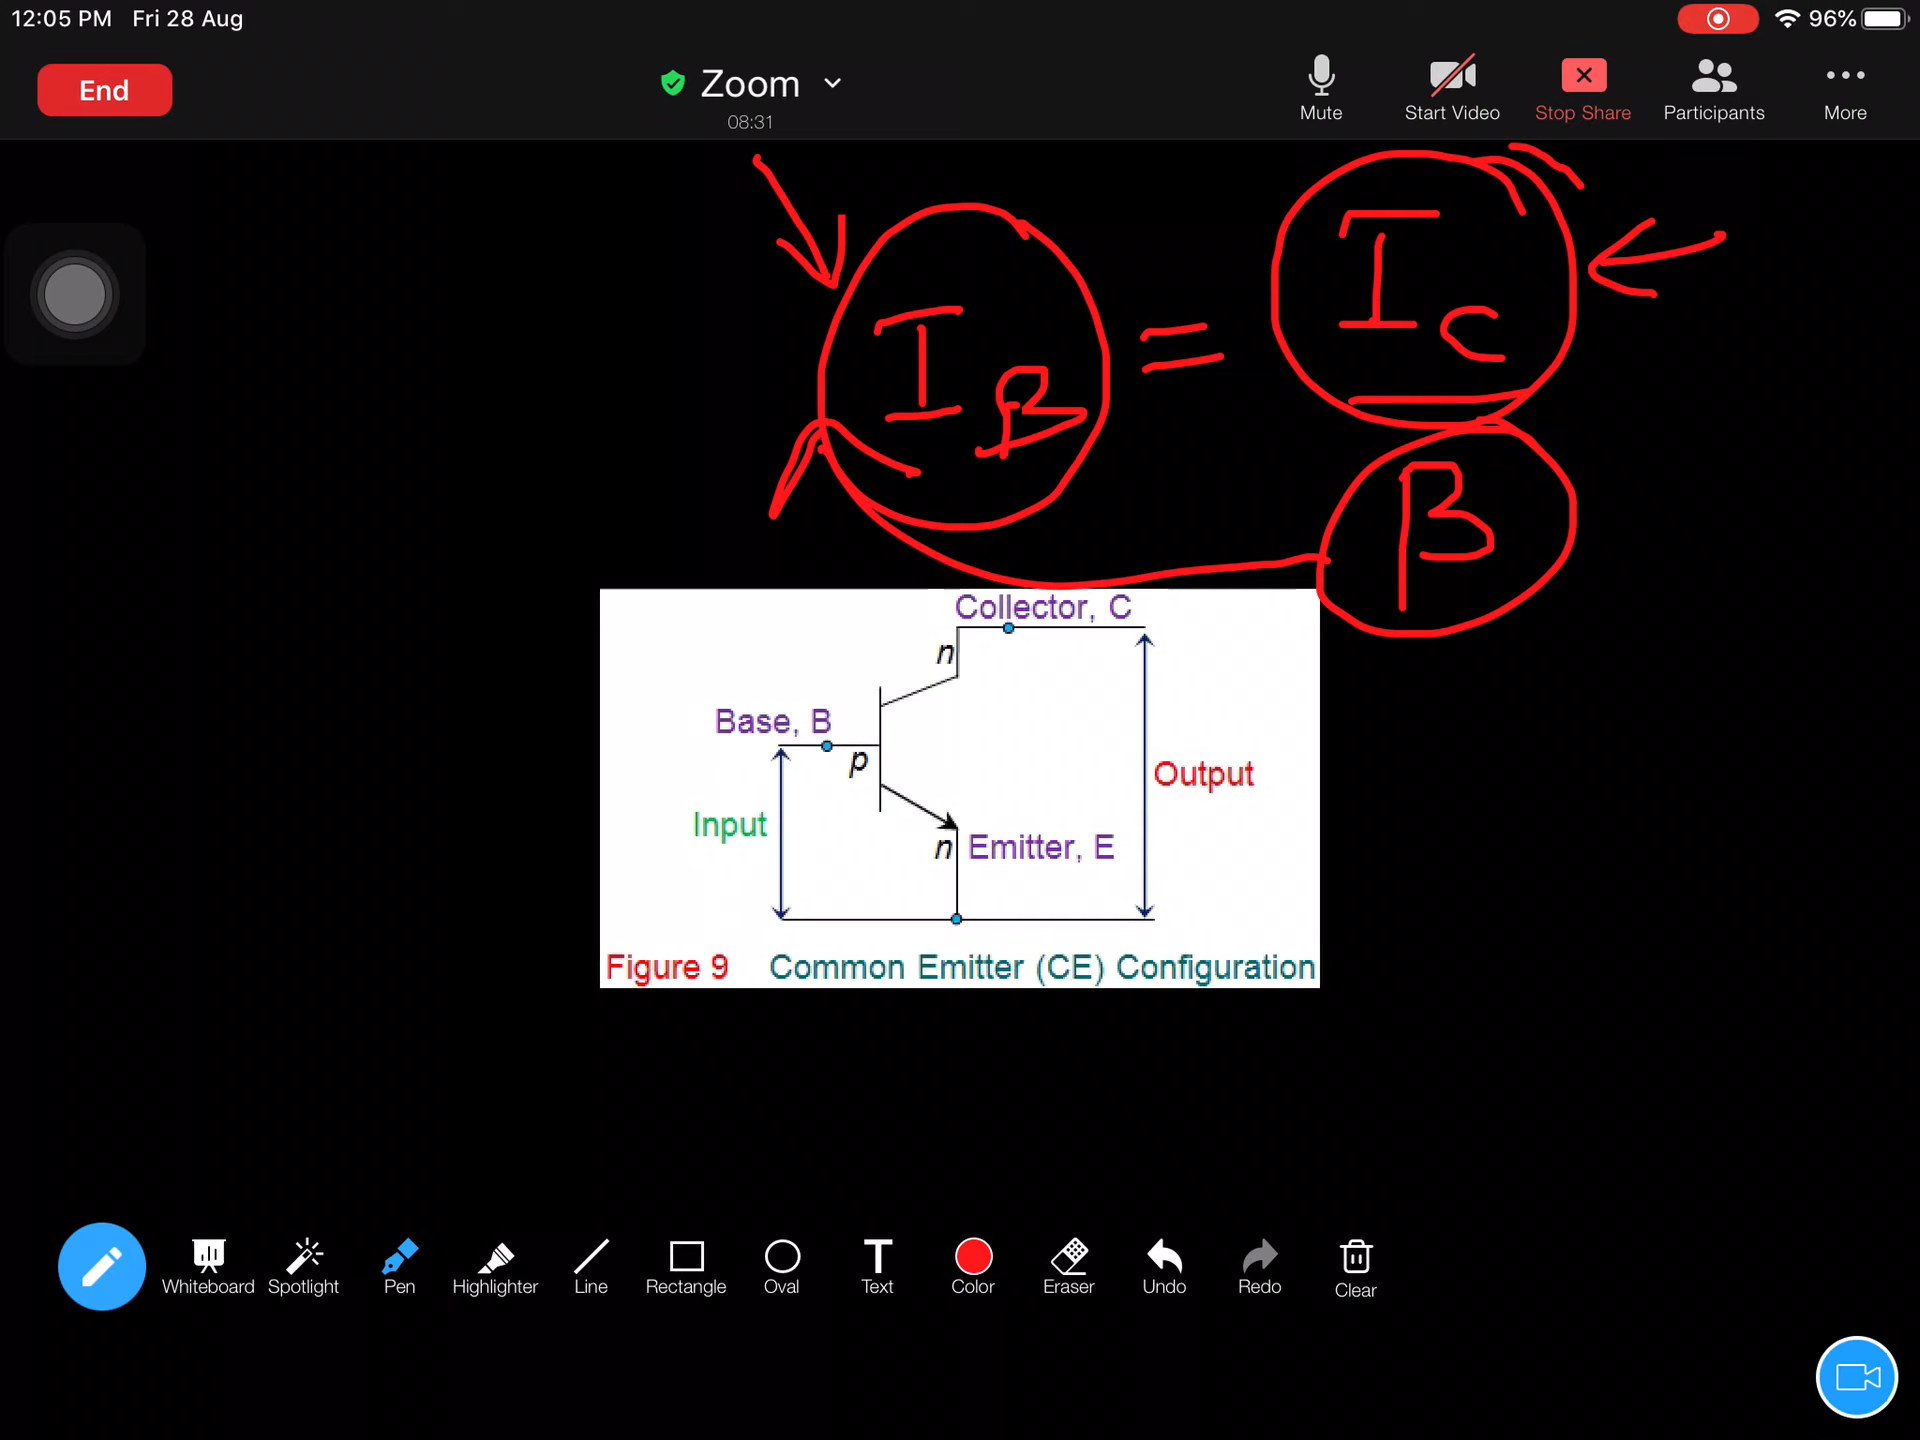 12:05 PM Fri 28 Aug
96%
End
Zoom
08:31
Mute
Start Video
Stop Share
Participants
More
I_B = I_C
β
Collector, C
n
Base, B
p
Output
Input
n Emitter, E
Figure 9 Common Emitter (CE) Configuration
Whiteboard
Spotlight
Pen
Highlighter
Line
Rectangle
Oval
Text
Color
Eraser
Undo
Redo
Clear